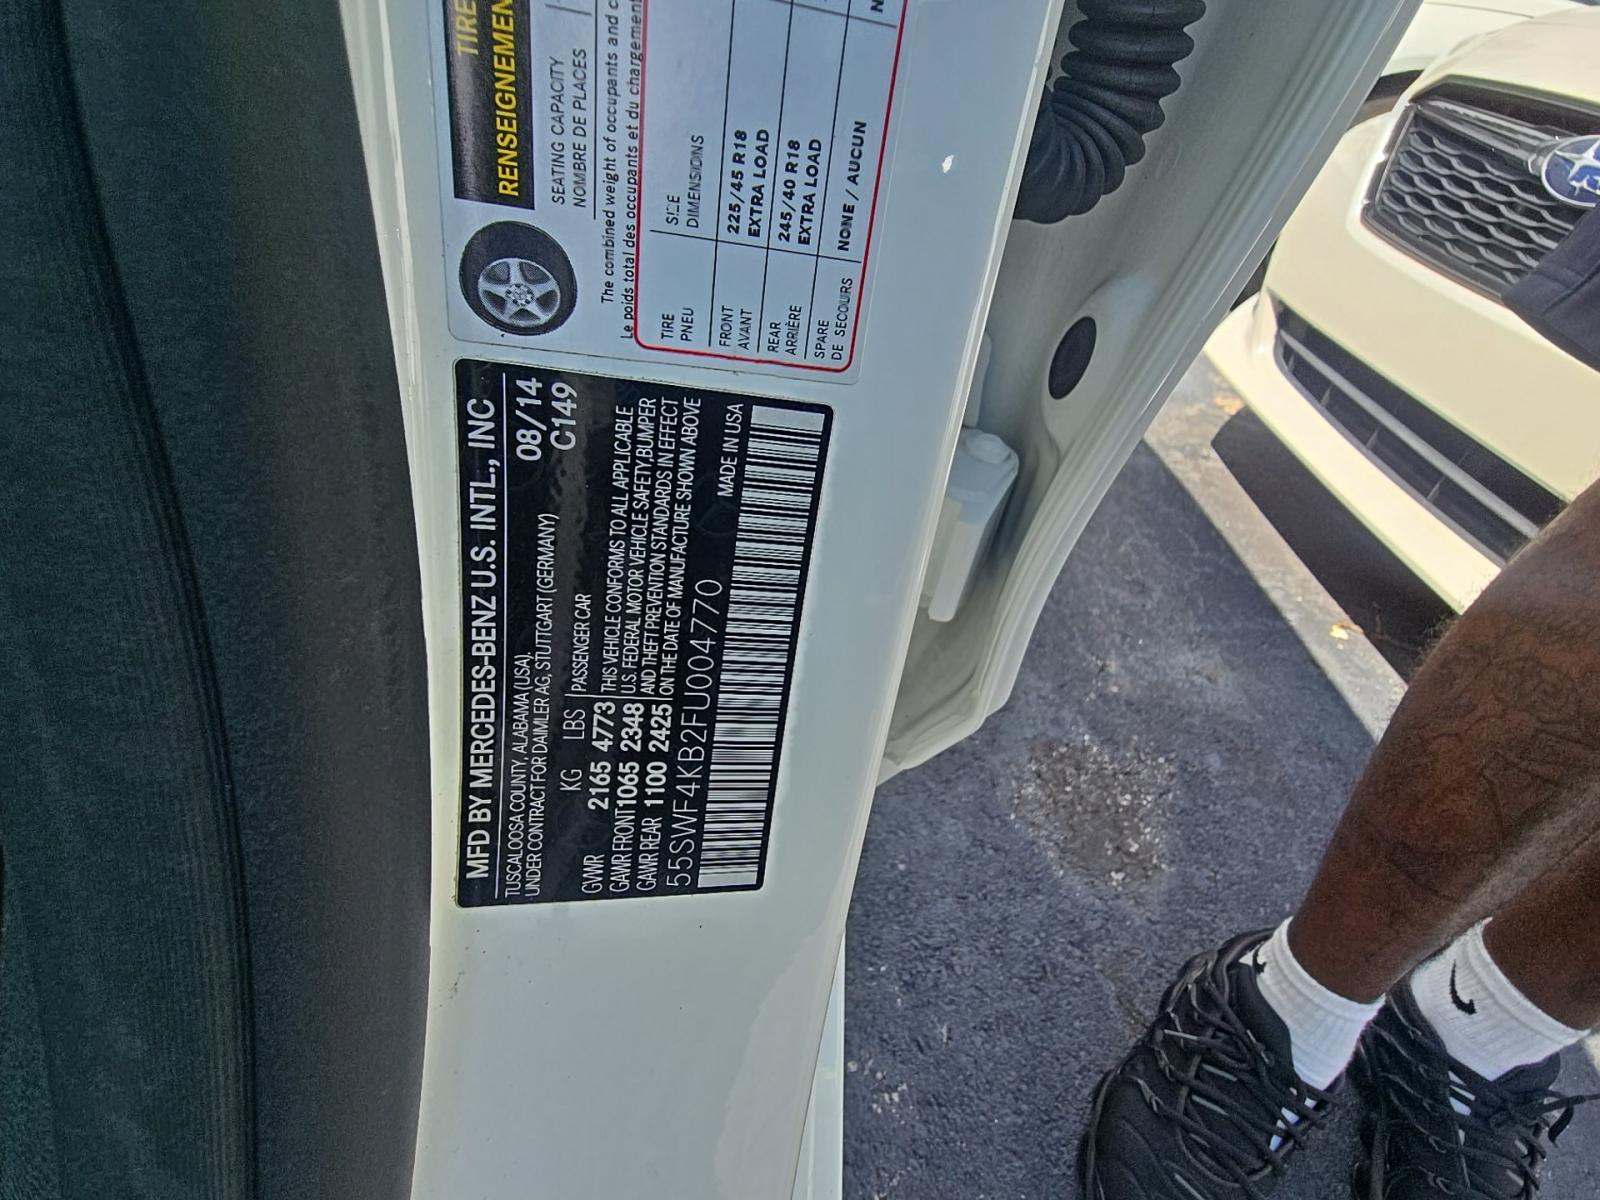 MFD BY MERCEDES-BENZ U.S. INTL., INC
TUSCALOOSA COUNTY, ALABAMA (USA),
UNDER CONTRACT FOR DAIMLER AG, STUTTGART (GERMANY)
08/14
C149
KG LBS PASSENGER CAR
GVWR 2165 4773 THIS VEHICLE CONFORMS TO ALL APPLICABLE
GAWR FRONT 1065 2348 U.S. FEDERAL MOTOR VEHICLE SAFETY, BUMPER
GAWR REAR 1100 2425 AND THEFT PREVENTION STANDARDS IN EFFECT
ON THE DATE OF MANUFACTURE SHOWN ABOVE
55SWF4KB2FU004770 MADE IN USA
TIRE
RENSEIGNEMEN
SEATING CAPACITY
NOMBRE DE PLACES
The combined weight of occupants and c
Le poids total des occupants et du chargement
TIRE SIZE
PNEU DIMENSIONS
FRONT 225/45 R18
AVANT EXTRA LOAD
REAR 245/40 R18
ARRIÈRE EXTRA LOAD
SPARE NONE / AUCUN
DE SECOURS